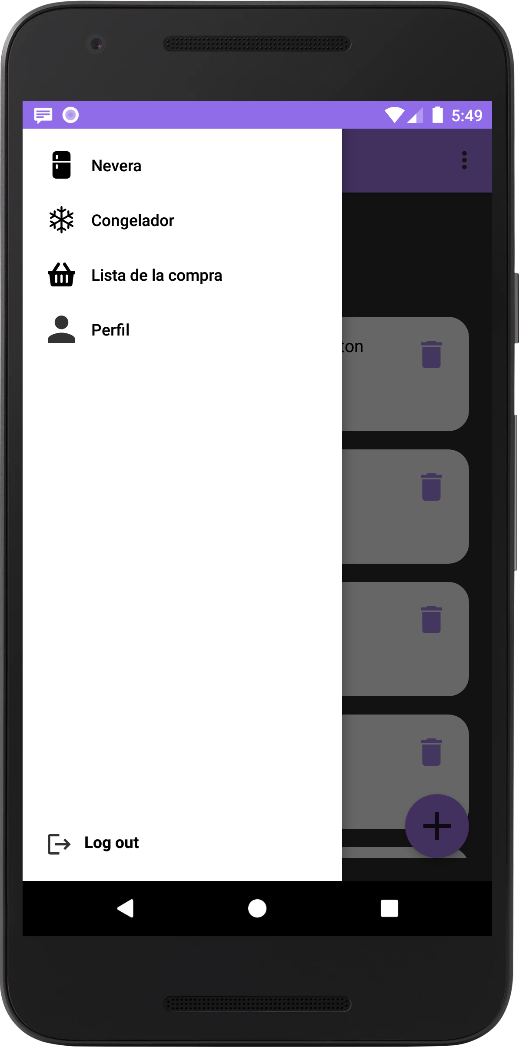 5:49
Nevera
Congelador
Lista de la compra
Perfil
Log out